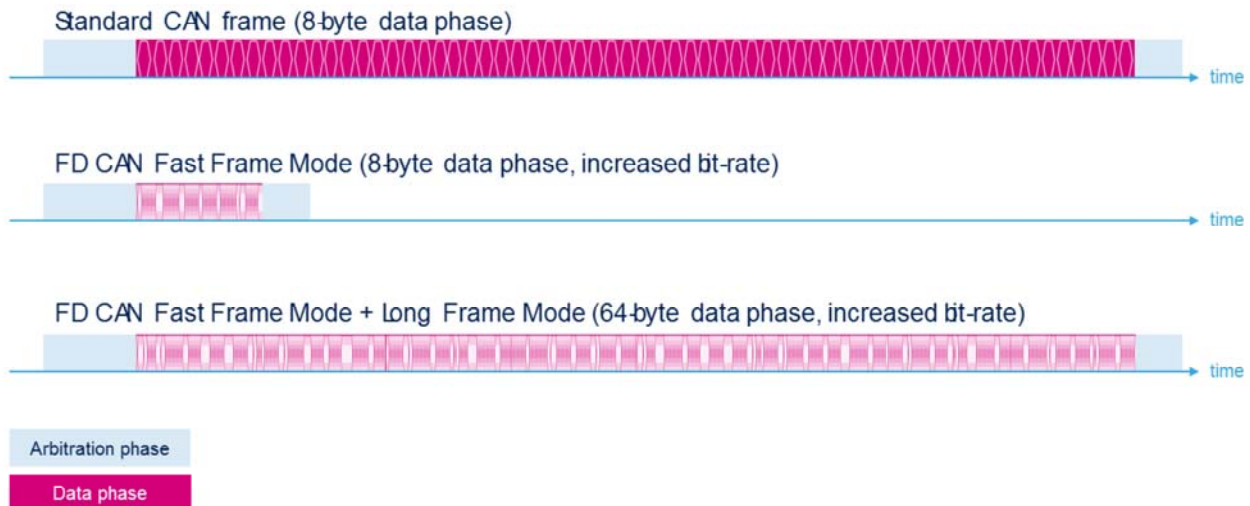 Standard CAN frame (8-byte data phase)
time
FD CAN Fast Frame Mode (8-byte data phase, increased bit-rate)
time
FD CAN Fast Frame Mode + Long Frame Mode (64-byte data phase, increased bit-rate)
time
Arbitration phase
Data phase